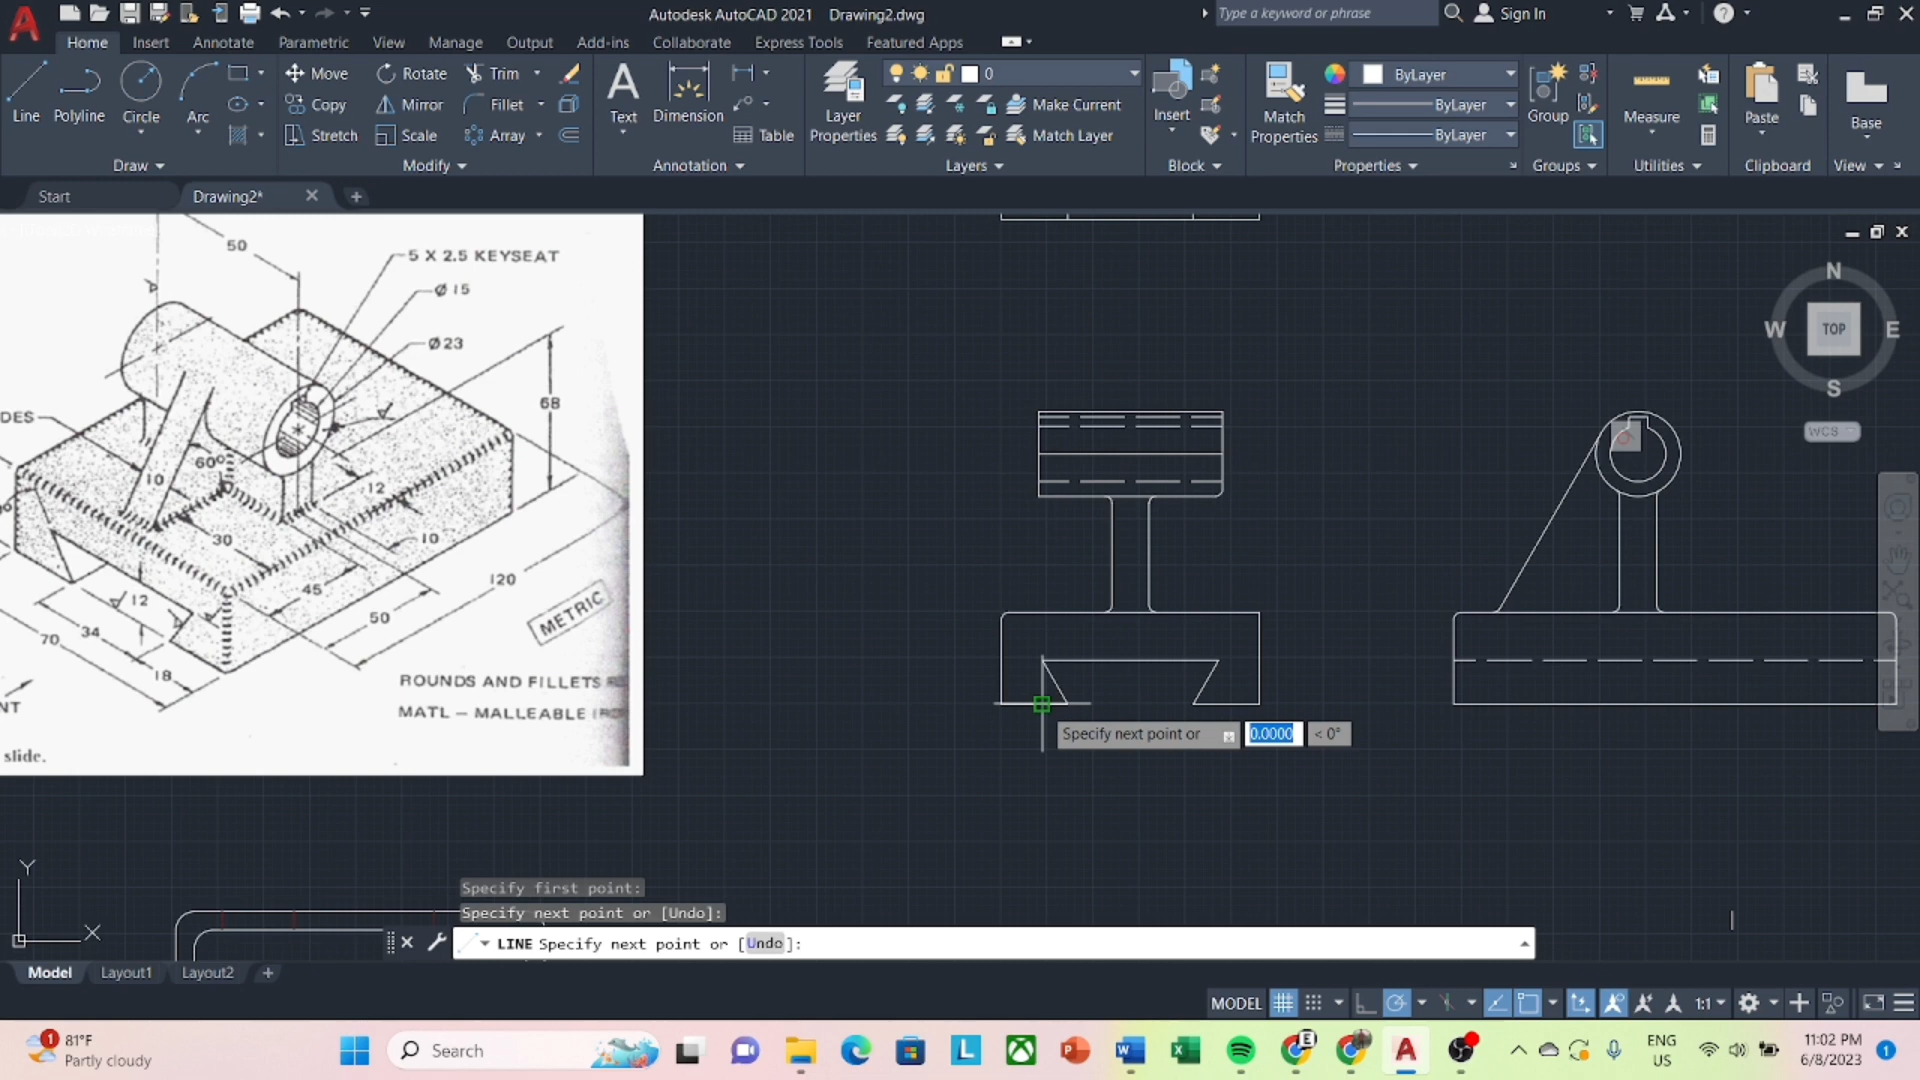 Autodesk AutoCAD 2021 Drawing2.dwg
Type a keyword or phrase
Sign In
Home Insert Annotate Parametric View Manage Output Add-ins Collaborate Express Tools Featured Apps
Line
Polyline
Circle
Arc
Draw
Move
Rotate
Trim
Copy
Mirror
Fillet
Stretch
Scale
Array
Modify
Text
Dimension
Table
Annotation
Layer Properties
0
Make Current
Match Layer
Layers
Insert
Block
Match Properties
ByLayer
ByLayer
ByLayer
Properties
Group
Groups
Measure
Utilities
Paste
Clipboard
Base
View
Start
Drawing2*
50
5 X 2.5 KEYSEAT
Ø 15
Ø 23
68
DES
60°
10
12
30
10
120
45
50
METRIC
12
34
70
18
ROUNDS AND FILLETS
MATL – MALLEABLE
NT
slide.
N
W
TOP
E
S
WCS
Specify next point or 0.0000 < 0°
Y
X
Specify first point:
Specify next point or [Undo]:
LINE Specify next point or [Undo]:
Model Layout1 Layout2
MODEL
1:1
1
81°F
Partly cloudy
Search
L
E
ENG
US
11:02 PM
6/8/2023
1